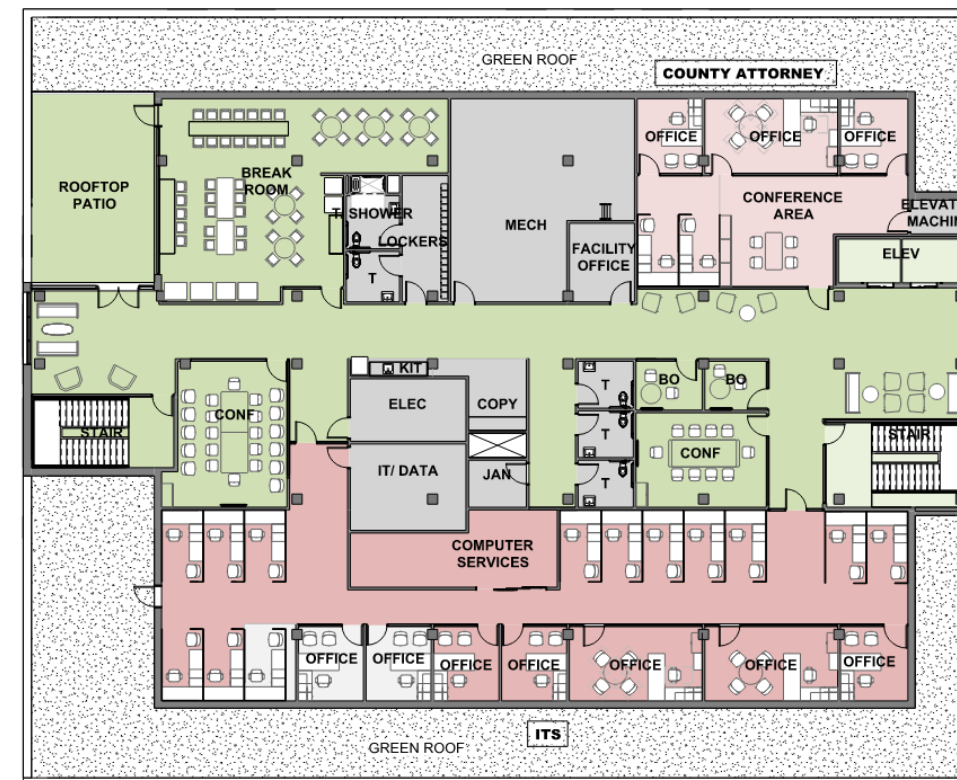 GREEN ROOF
COUNTY ATTORNEY
OFFICE
OFFICE
OFFICE
ROOFTOP
PATIO
BREAK
ROOM
T/ SHOWER
LOCKERS
T
MECH
FACILITY
OFFICE
CONFERENCE
AREA
ELEV
KIT
ELEC
COPY
IT/ DATA
JAN
T
T
T
BO
BO
CONF
CONF
STAIR
STAIR
COMPUTER
SERVICES
OFFICE
OFFICE
OFFICE
OFFICE
OFFICE
OFFICE
OFFICE
ITS
GREEN ROOF